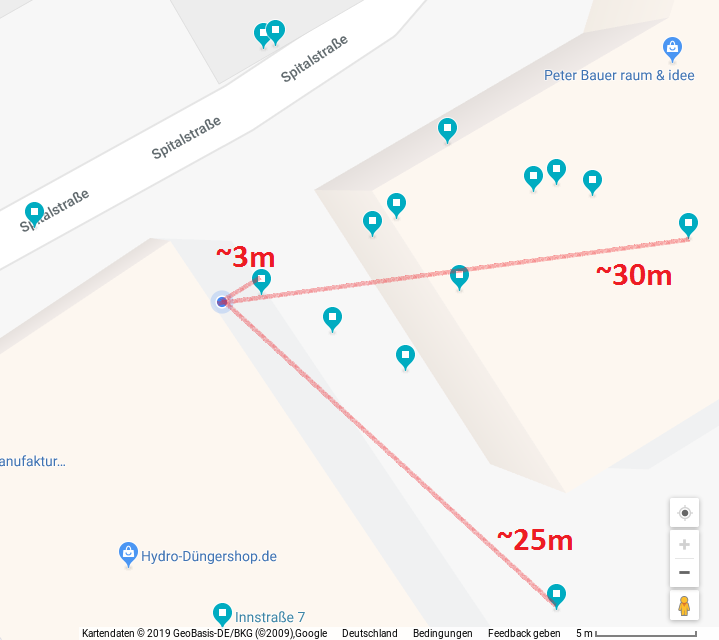 Spitalstraße
Peter Bauer raum & idee
Spitalstraße
Spitalstraße
~3m
~30m
anufaktur...
~25m
Hydro-Düngershop.de
Innstraße 7
Kartendaten © 2019 GeoBasis-DE/BKG (©2009),Google Deutschland Bedingungen Feedback geben 5 m